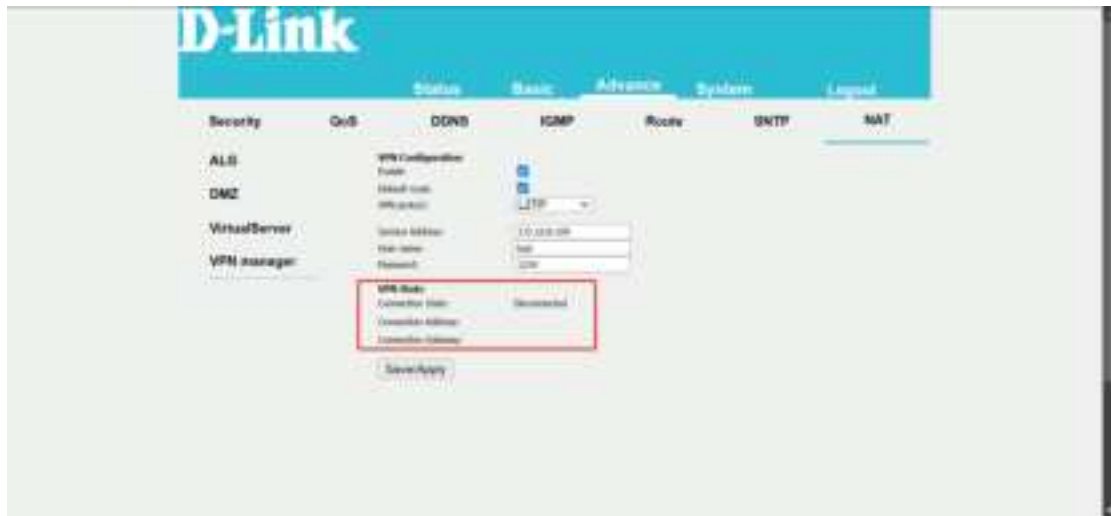 D-Link
Status Basic Advance System Logout
Security QoS DDNS IGMP Route SNTP NAT
ALG
DMZ
VirtualServer
VPN manager
VPN Configuration
Enable
Default route
VPN protocol
Service Address
User name
Password
VPN State
Connection State Disconnected
Connection Address
Connection Gateway
Save/Apply